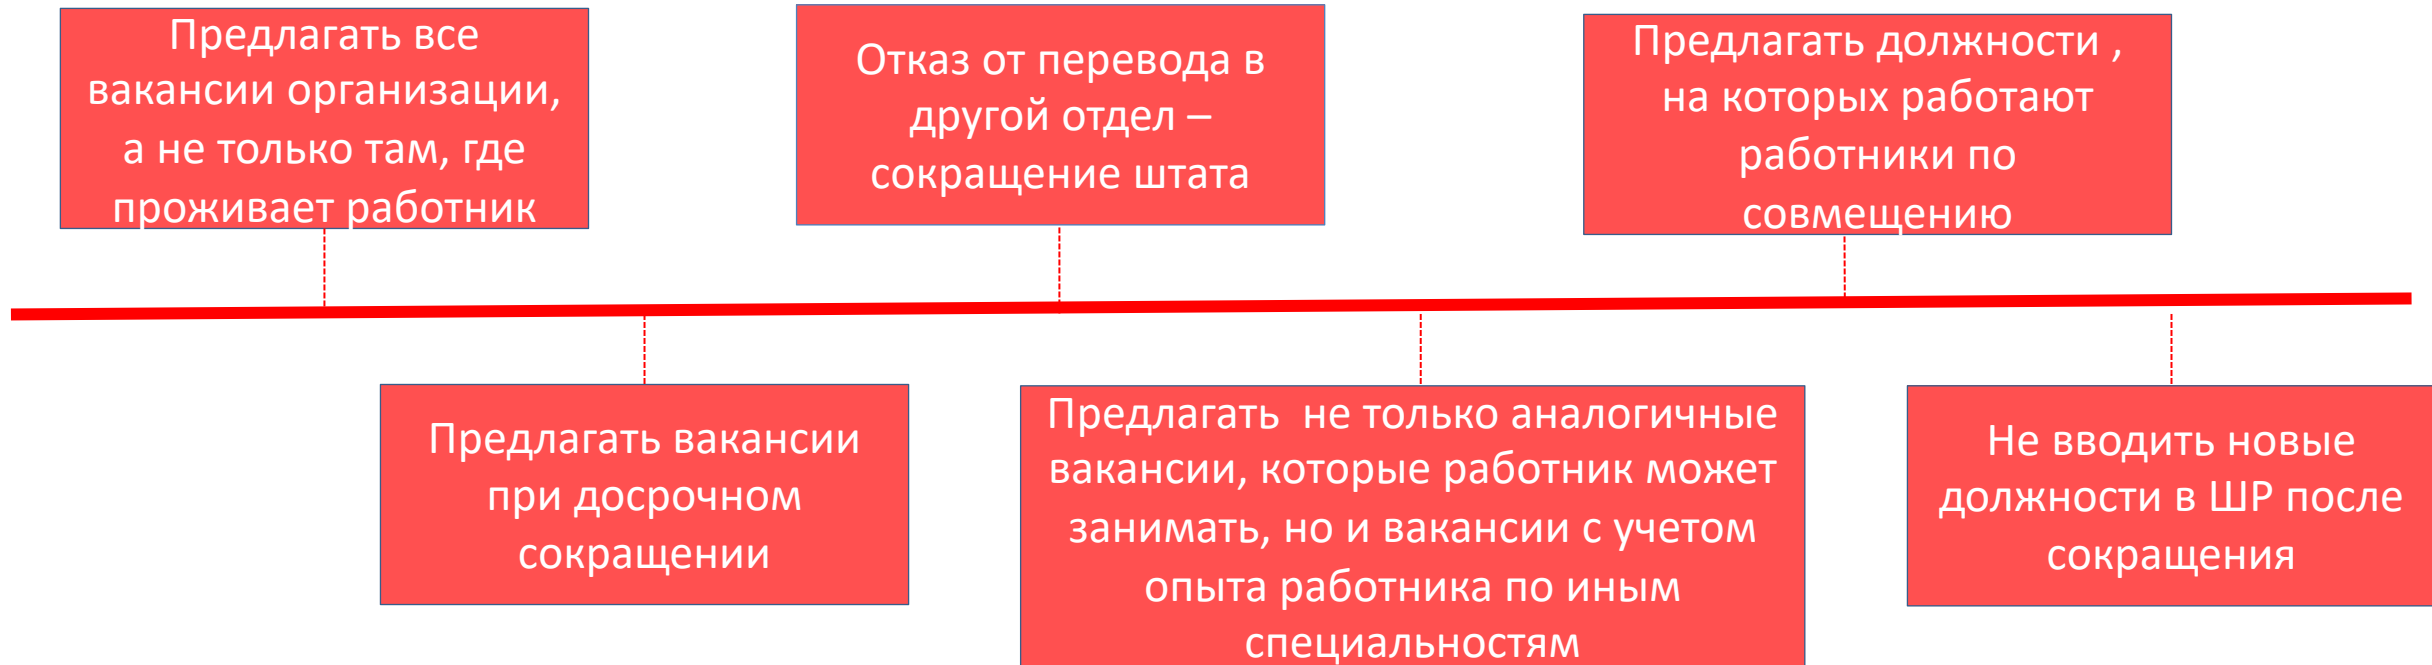 Предлагать все
вакансии организации,
а не только там, где
проживает работник
Отказ от перевода в
другой отдел –
сокращение штата
Предлагать должности ,
на которых работают
работники по
совмещению
Предлагать вакансии
при досрочном
сокращении
Предлагать  не только аналогичные
вакансии, которые работник может
занимать, но и вакансии с учетом
опыта работника по иным
специальностям
Не вводить новые
должности в ШР после
сокращения